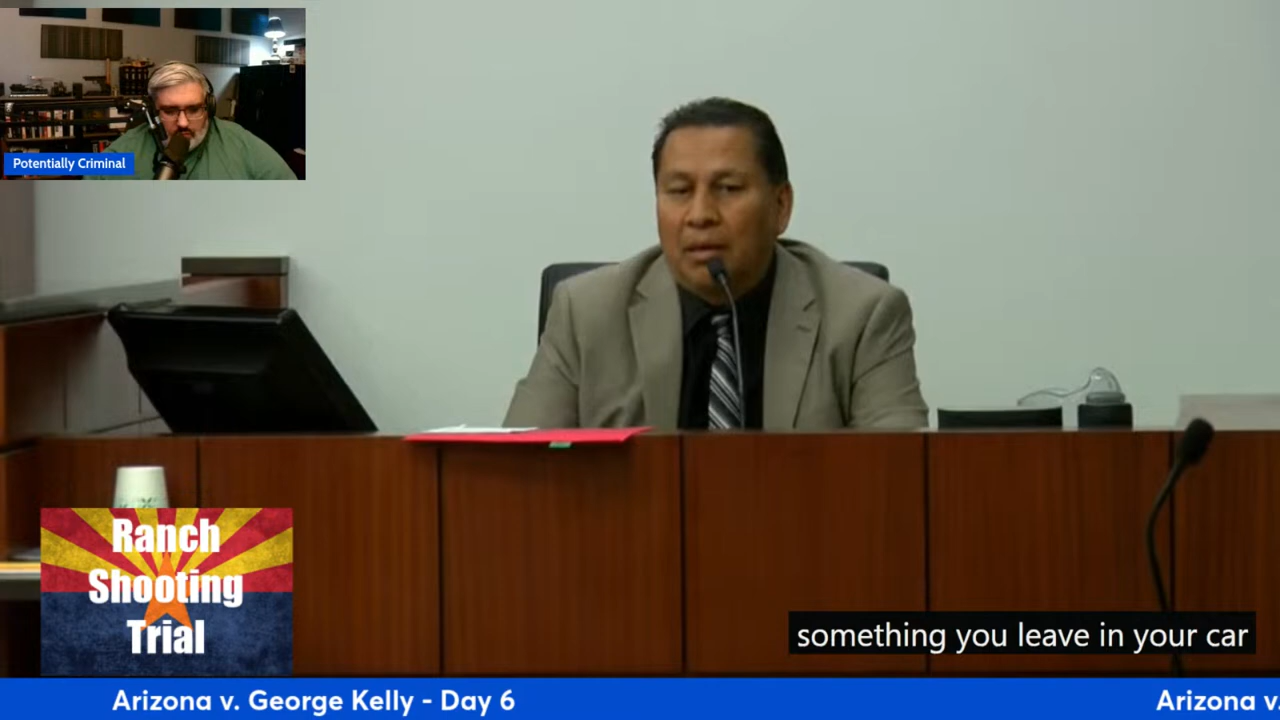 Potentially Criminal
Ranch
Shooting
Trial
something you leave in your car
Arizona v. George Kelly - Day 6
Arizona v.